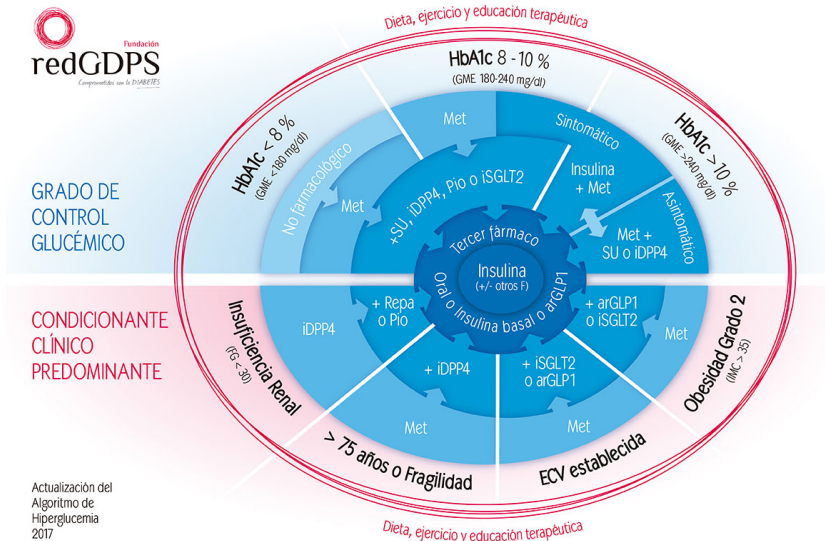 Dieta, ejercicio y educación terapéutica
Fundación
redGDPS
Comprometidos con la DIABETES
HbA1c 8 - 10 %
(GME 180-240 mg/dl)
HbA1c < 8 %
(GME <180 mg/dl)
HbA1c >10 %
(GME >240 mg/dl)
GRADO DE
CONTROL
GLUCÉMICO
No farmacológico
Met
Met
+SU, iDPP4, Pio o iSGLT2
Sintomático
Insulina
+ Met
Asintomático
Met +
SU o iDPP4
Tercer fármaco
Insulina
(+/- otros F)
Oral o Insulina basal o arGLP1
CONDICIONANTE
CLÍNICO
PREDOMINANTE
Insuficiencia Renal
(FG < 30)
iDPP4
+ Repa
o Pio
> 75 años o Fragilidad
Met
+ iDPP4
ECV establecida
Met
+ iSGLT2
o arGLP1
Obesidad Grado 2
(IMC > 35)
Met
+ arGLP1
o iSGLT2
Actualización del
Algoritmo de
Hiperglucemia
2017
Dieta, ejercicio y educación terapéutica